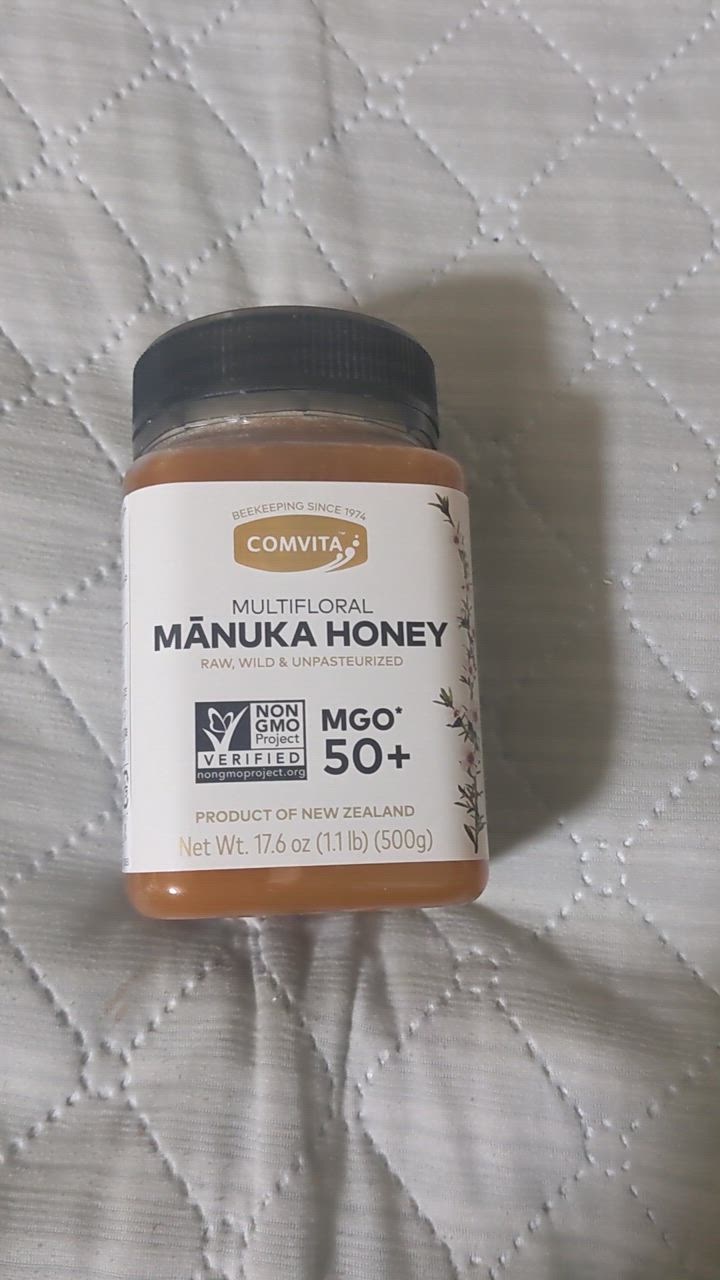 BEEKEEPING SINCE 1974
COMVITA™
MULTIFLORAL
MĀNUKA HONEY
RAW, WILD & UNPASTEURIZED
NON
GMO
Project
VERIFIED
nongmoproject.org
MGO*
50+
PRODUCT OF NEW ZEALAND
Net Wt. 17.6 oz (1.1 lb) (500g)